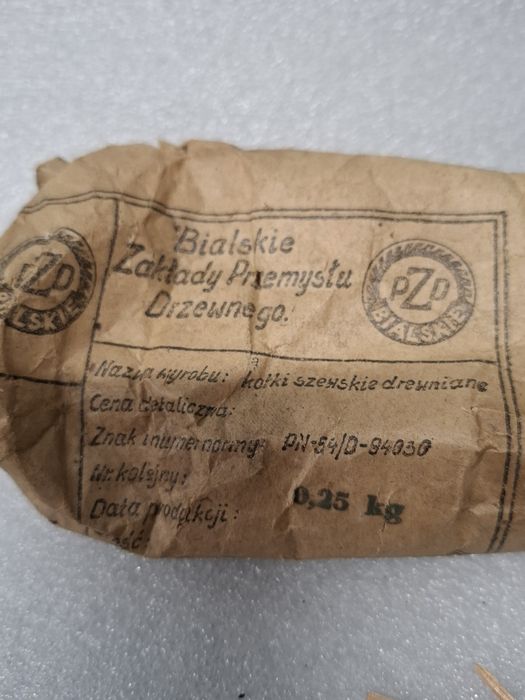 Bialskie
Zakłady Przemysłu
Drzewnego.
PZD
BIALSKIE
PZD
BIALSKIE
Nazwa wyrobu: kołki szewskie drewniane
Cena detaliczna:
Znak i numer normy: PN-64/D-94030
Nr. kolejny:
Data produkcji: 0,25 kg